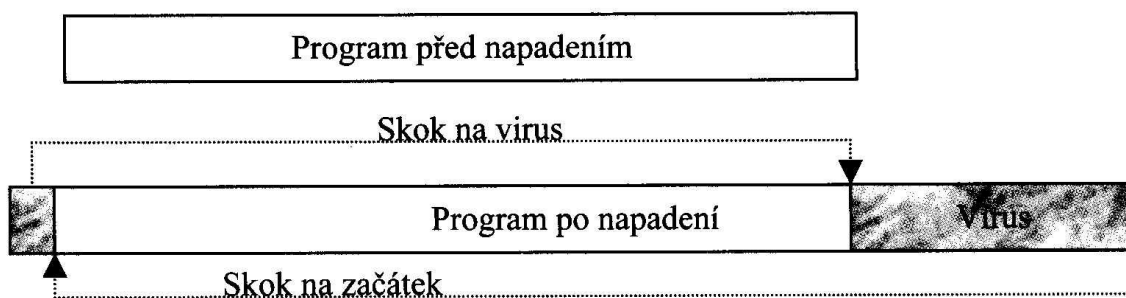 Program před napadením
Skok na virus
Program po napadení
Virus
Skok na začátek